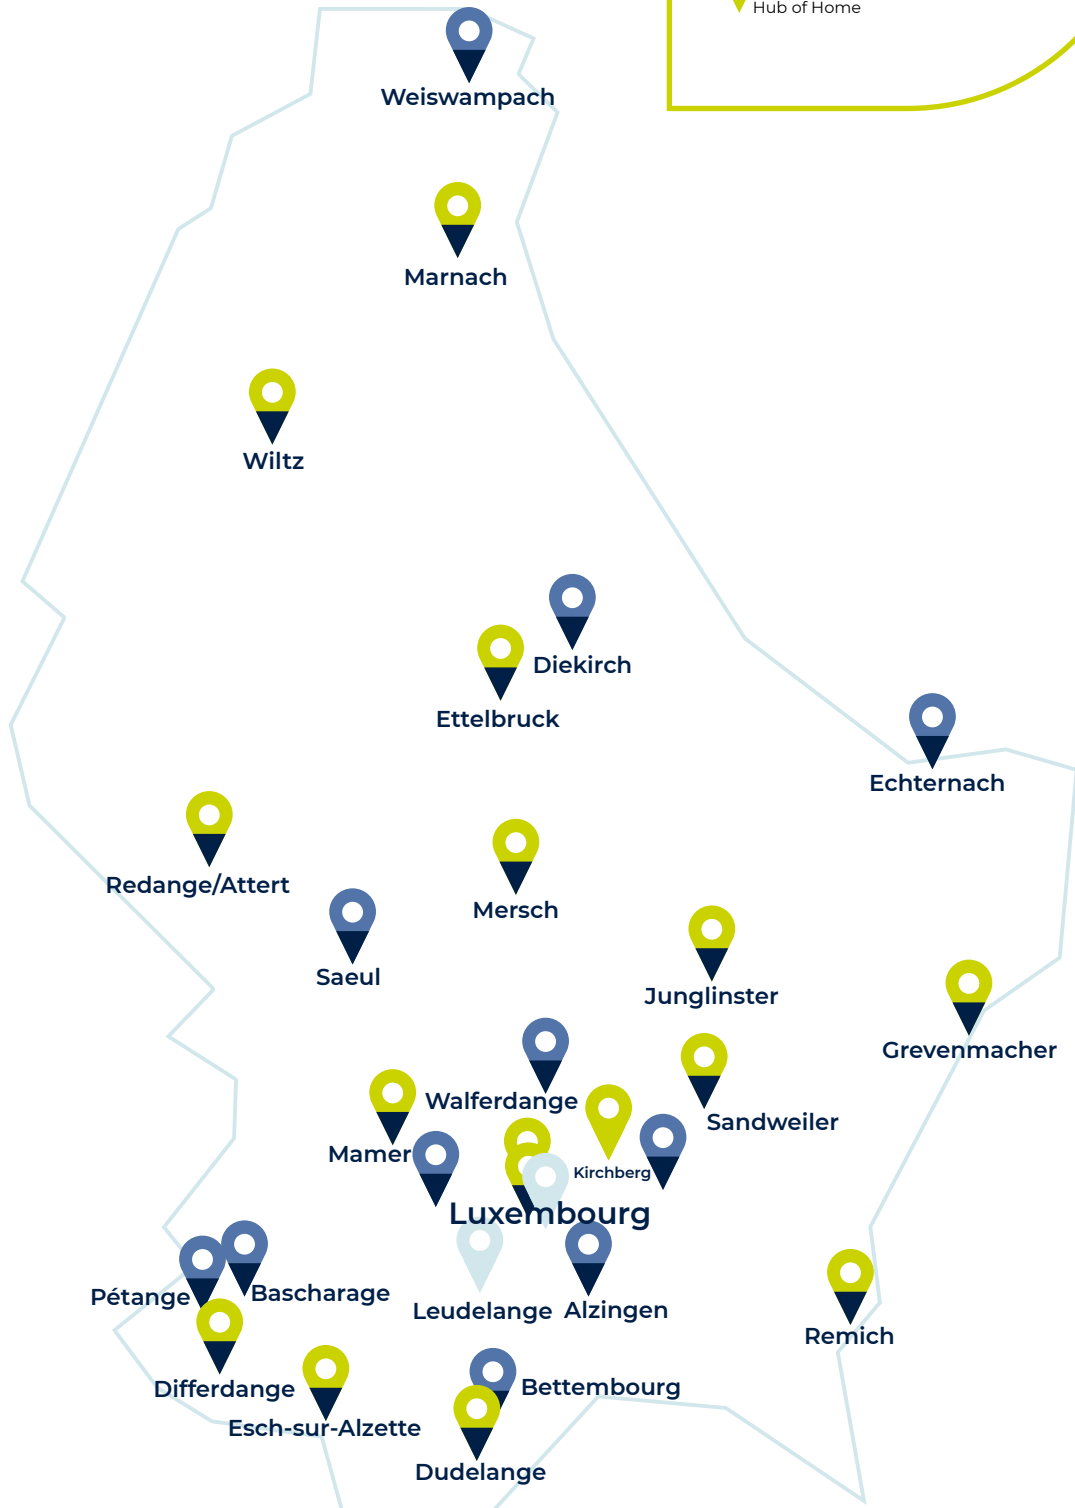 Hub of Home
Weiswampach
Marnach
Wiltz
Diekirch
Ettelbruck
Echternach
Redange/Attert
Mersch
Saeul
Junglinster
Grevenmacher
Walferdange
Sandweiler
Mamer
Kirchberg
Luxembourg
Pétange
Bascharage
Leudelange
Alzingen
Remich
Differdange
Bettembourg
Esch-sur-Alzette
Dudelange